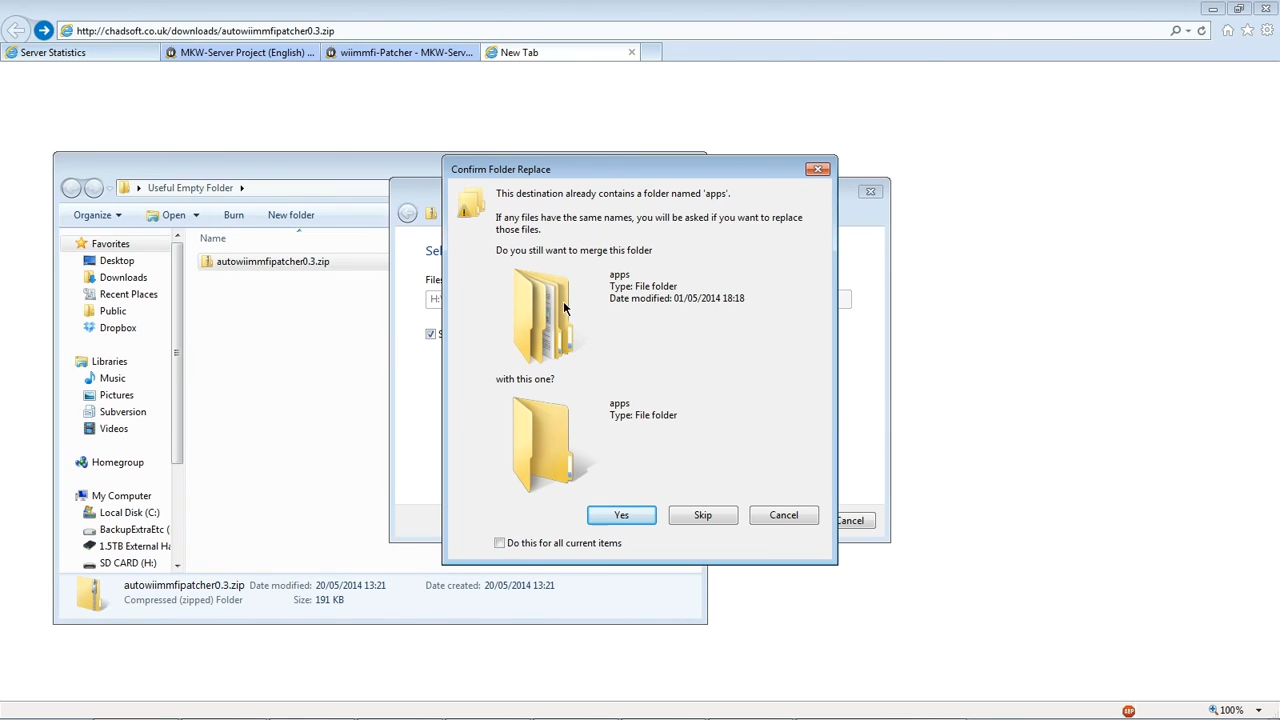 http://chadsoft.co.uk/downloads/autowiimmfipatcher0.3.zip
Server Statistics
MKW-Server Project (English) ...
wiimmfi-Patcher - MKW-Serv...
New Tab
Useful Empty Folder
Organize
Open
Burn
New folder
Name
Favorites
Desktop
Downloads
Recent Places
Public
Dropbox
Libraries
Music
Pictures
Subversion
Videos
Homegroup
My Computer
Local Disk (C:)
BackupExtraEtc (
1.5TB External Ha
SD CARD (H:)
autowiimmfipatcher0.3.zip
autowiimmfipatcher0.3.zip Date modified: 20/05/2014 13:21 Date created: 20/05/2014 13:21
Compressed (zipped) Folder Size: 191 KB
Sel
Files
H:\
S
Cancel
Confirm Folder Replace
This destination already contains a folder named 'apps'.
If any files have the same names, you will be asked if you want to replace
those files.
Do you still want to merge this folder
apps
Type: File folder
Date modified: 01/05/2014 18:18
with this one?
apps
Type: File folder
Yes
Skip
Cancel
Do this for all current items
ABP
100%